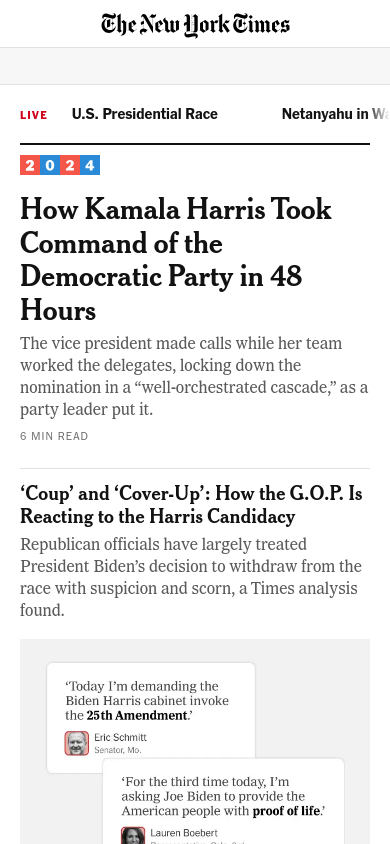 The New York Times
LIVE U.S. Presidential Race Netanyahu in Wa
2024
How Kamala Harris Took
Command of the
Democratic Party in 48
Hours
The vice president made calls while her team
worked the delegates, locking down the
nomination in a “well-orchestrated cascade,” as a
party leader put it.
6 MIN READ
‘Coup’ and ‘Cover-Up’: How the G.O.P. Is
Reacting to the Harris Candidacy
Republican officials have largely treated
President Biden’s decision to withdraw from the
race with suspicion and scorn, a Times analysis
found.
‘Today I’m demanding the
Biden Harris cabinet invoke
the 25th Amendment.’
Eric Schmitt
Senator, Mo.
‘For the third time today, I’m
asking Joe Biden to provide the
American people with proof of life.’
Lauren Boebert